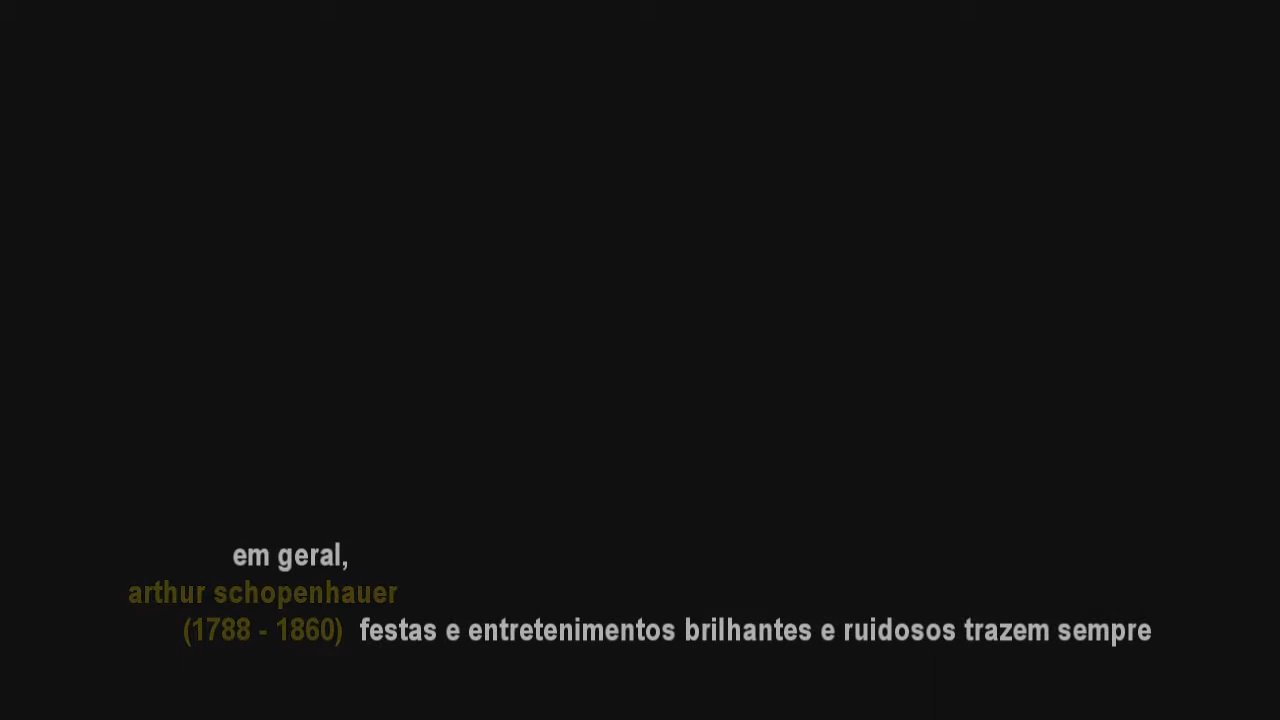 em geral,
arthur schopenhauer
(1788 - 1860) festas e entretenimentos brilhantes e ruidosos trazem sempre